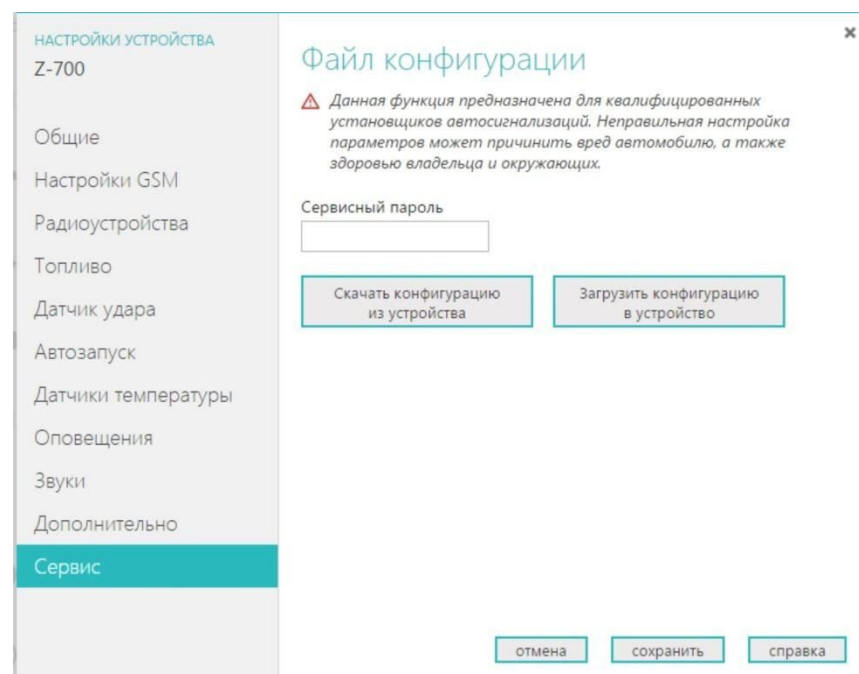 НАСТРОЙКИ УСТРОЙСТВА
Z-700
Общие
Настройки GSM
Радиоустройства
Топливо
Датчик удара
Автозапуск
Датчики температуры
Оповещения
Звуки
Дополнительно
Сервис
Файл конфигурации
Данная функция предназначена для квалифицированных
установщиков автосигнализаций. Неправильная настройка
параметров может причинить вред автомобилю, а также
здоровью владельца и окружающих.
Сервисный пароль
Скачать конфигурацию
из устройства
Загрузить конфигурацию
в устройство
отмена
сохранить
справка